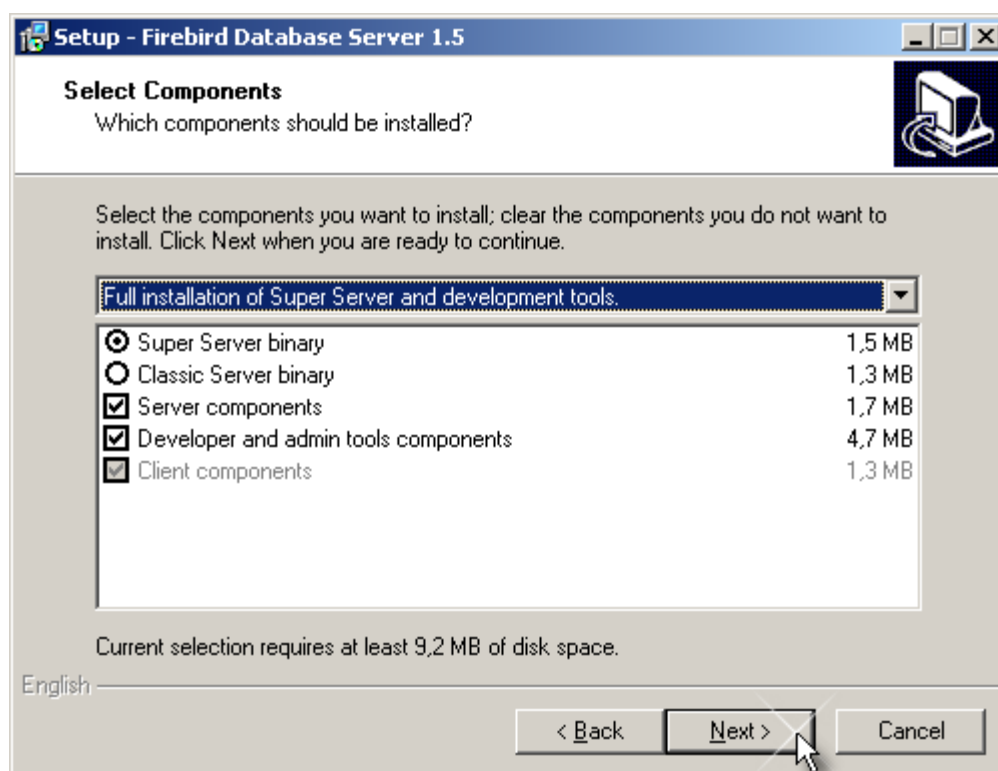 Setup - Firebird Database Server 1.5
Select Components
Which components should be installed?
Select the components you want to install; clear the components you do not want to
install. Click Next when you are ready to continue.
Full installation of Super Server and development tools.
Super Server binary 1,5 MB
Classic Server binary 1,3 MB
Server components 1,7 MB
Developer and admin tools components 4,7 MB
Client components 1,3 MB
Current selection requires at least 9,2 MB of disk space.
English
< Back Next > Cancel